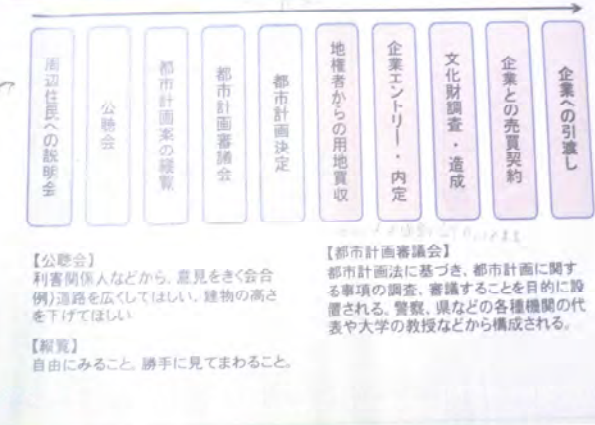 周辺住民への説明会
公聴会
都市計画案の縦覧
都市計画審議会
都市計画決定
地権者からの用地買収
企業エントリー・内定
文化財調査・造成
企業との売買契約
企業への引渡し
【公聴会】
利害関係人などから、意見をきく会合
例)道路を広くしてほしい、建物の高さ
を下げてほしい
【縦覧】
自由にみること。勝手に見てまわること。
【都市計画審議会】
都市計画法に基づき、都市計画に関す
る事項の調査、審議することを目的に設
置される。警察、県などの各種機関の代
表や大学の教授などから構成される。